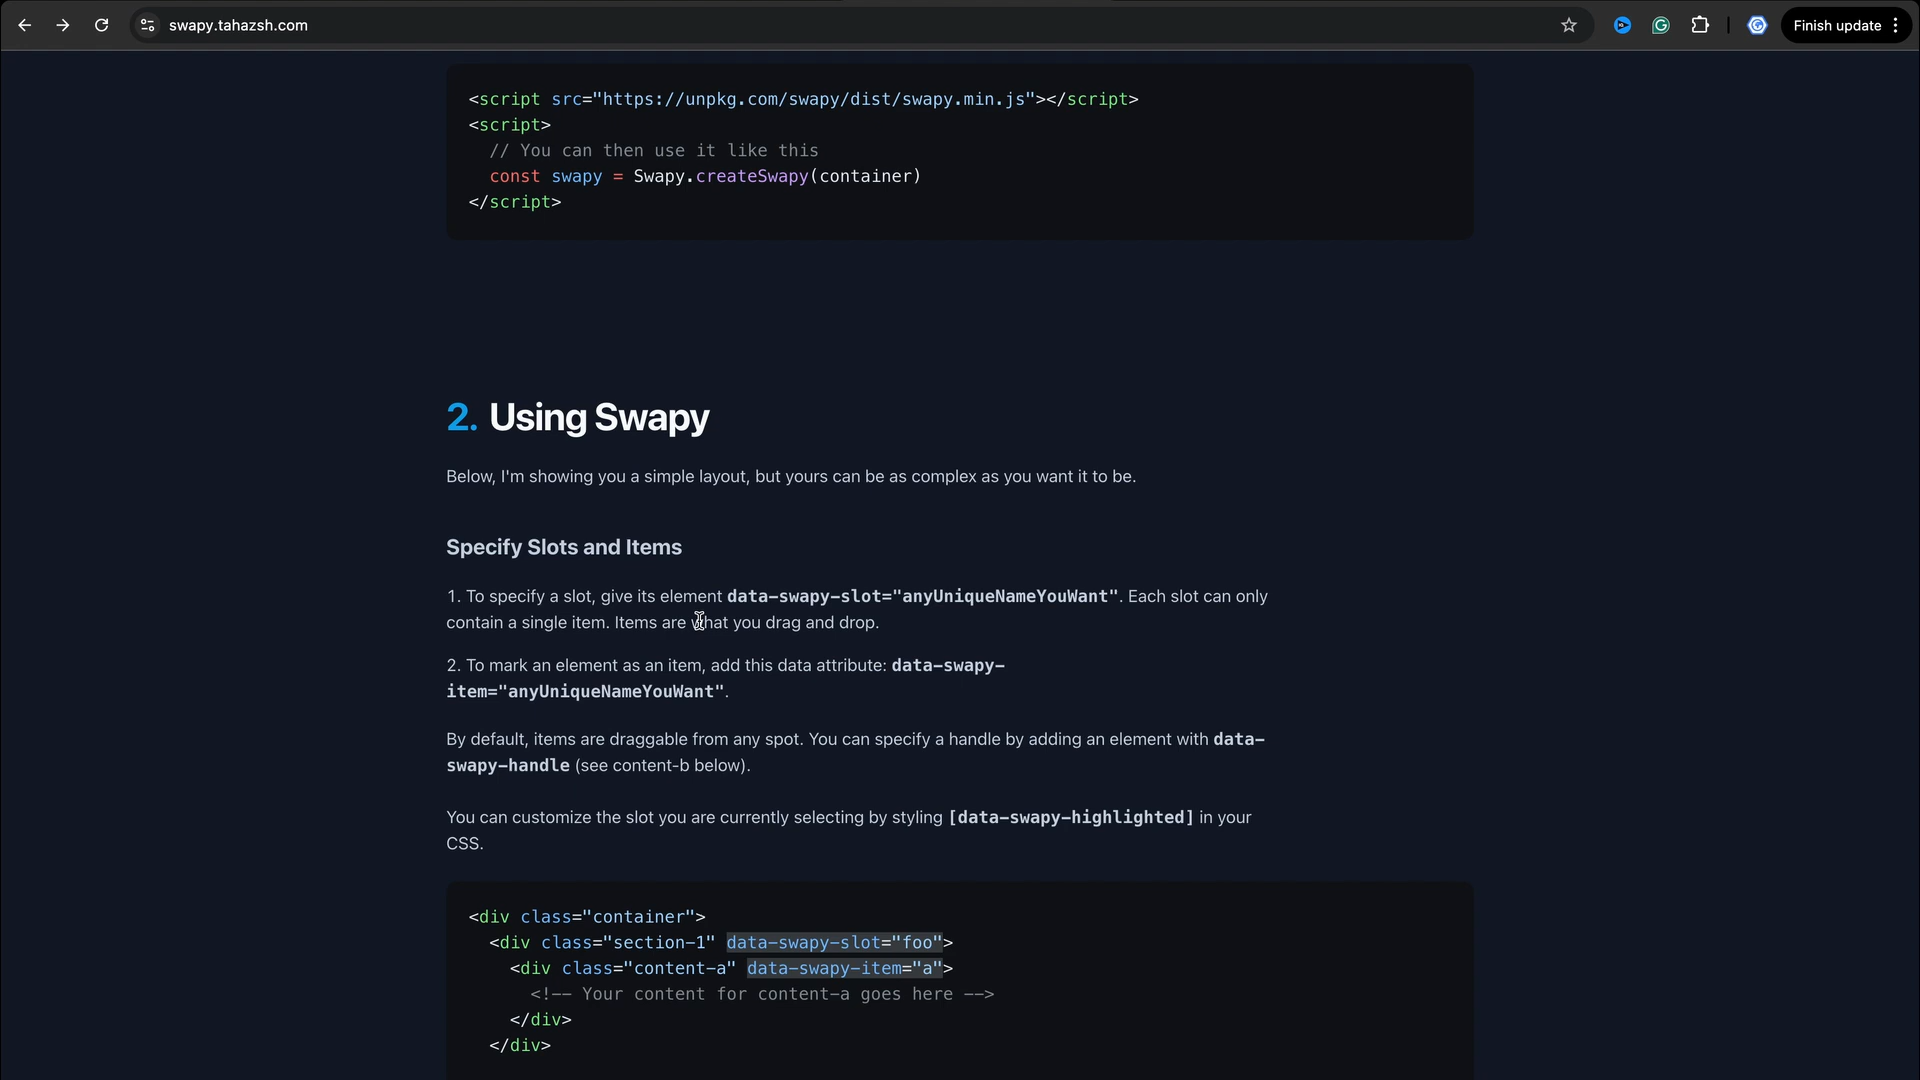 swapy.tahazsh.com
Finish update
<script src="https://unpkg.com/swapy/dist/swapy.min.js"></script>
<script>
// You can then use it like this
const swapy = Swapy.createSwapy(container)
</script>
2. Using Swapy
Below, I'm showing you a simple layout, but yours can be as complex as you want it to be.
Specify Slots and Items
1. To specify a slot, give its element data-swapy-slot="anyUniqueNameYouWant". Each slot can only
contain a single item. Items are what you drag and drop.
2. To mark an element as an item, add this data attribute: data-swapy-
item="anyUniqueNameYouWant".
By default, items are draggable from any spot. You can specify a handle by adding an element with data-
swapy-handle (see content-b below).
You can customize the slot you are currently selecting by styling [data-swapy-highlighted] in your
CSS.
<div class="container">
<div class="section-1" data-swapy-slot="foo">
<div class="content-a" data-swapy-item="a">
<!-- Your content for content-a goes here -->
</div>
</div>